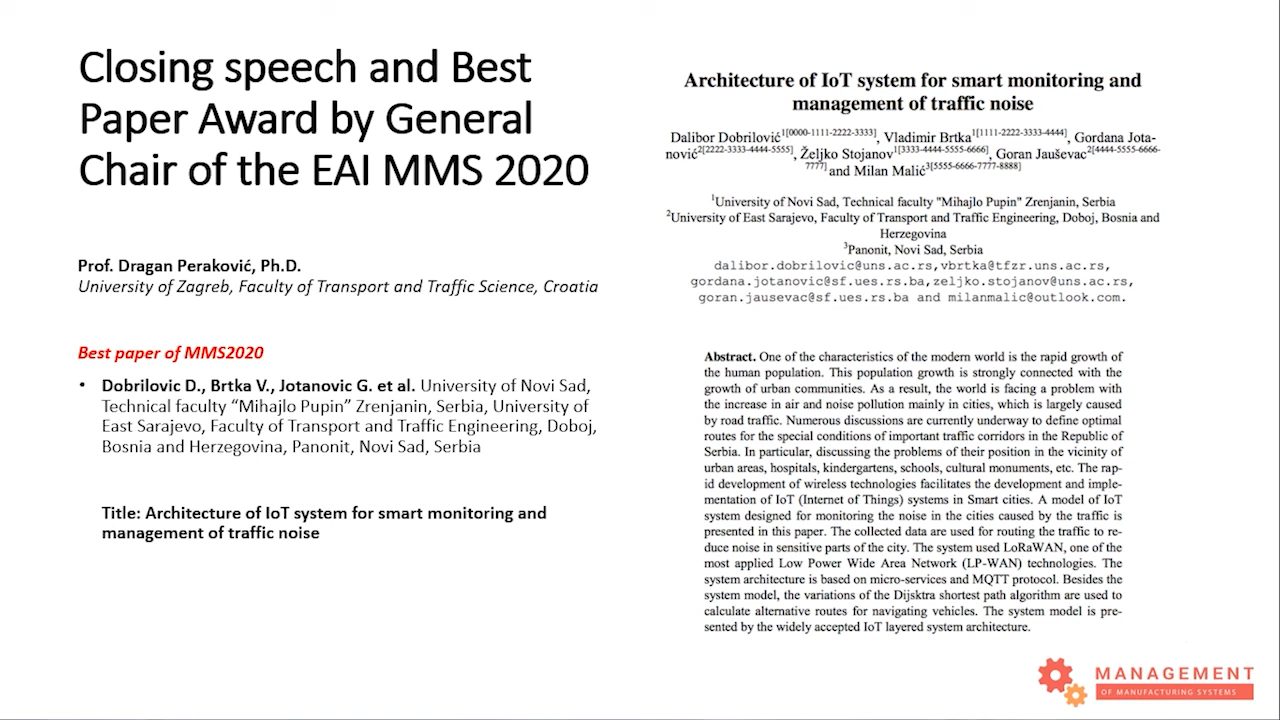 Closing speech and Best
Paper Award by General
Chair of the EAI MMS 2020
Prof. Dragan Peraković, Ph.D.
University of Zagreb, Faculty of Transport and Traffic Science, Croatia
Best paper of MMS2020
• Dobrilovic D., Brtka V., Jotanovic G. et al. University of Novi Sad,
Technical faculty “Mihajlo Pupin” Zrenjanin, Serbia, University of
East Sarajevo, Faculty of Transport and Traffic Engineering, Doboj,
Bosnia and Herzegovina, Panonit, Novi Sad, Serbia
Title: Architecture of IoT system for smart monitoring and
management of traffic noise
Architecture of IoT system for smart monitoring and
management of traffic noise
Dalibor Dobrilović1[0000-1111-2222-3333], Vladimir Brtka1[1111-2222-3333-4444], Gordana Jota-
nović2[2222-3333-4444-5555], Željko Stojanov1[3333-4444-5555-6666], Goran Jauševac2[4444-5555-6666-
7777] and Milan Malić3[5555-6666-7777-8888]
1University of Novi Sad, Technical faculty "Mihajlo Pupin" Zrenjanin, Serbia
2University of East Sarajevo, Faculty of Transport and Traffic Engineering, Doboj, Bosnia and
Herzegovina
3Panonit, Novi Sad, Serbia
dalibor.dobrilovic@uns.ac.rs,vbrtka@tfzr.uns.ac.rs,
gordana.jotanovic@sf.ues.rs.ba,zeljko.stojanov@uns.ac.rs,
goran.jausevac@sf.ues.rs.ba and milanmalic@outlook.com.
Abstract. One of the characteristics of the modern world is the rapid growth of
the human population. This population growth is strongly connected with the
growth of urban communities. As a result, the world is facing a problem with
the increase in air and noise pollution mainly in cities, which is largely caused
by road traffic. Numerous discussions are currently underway to define optimal
routes for the special conditions of important traffic corridors in the Republic of
Serbia. In particular, discussing the problems of their position in the vicinity of
urban areas, hospitals, kindergartens, schools, cultural monuments, etc. The rap-
id development of wireless technologies facilitates the development and imple-
mentation of IoT (Internet of Things) systems in Smart cities. A model of IoT
system designed for monitoring the noise in the cities caused by the traffic is
presented in this paper. The collected data are used for routing the traffic to re-
duce noise in sensitive parts of the city. The system used LoRaWAN, one of the
most applied Low Power Wide Area Network (LP-WAN) technologies. The
system architecture is based on micro-services and MQTT protocol. Besides the
system model, the variations of the Dijsktra shortest path algorithm are used to
calculate alternative routes for navigating vehicles. The system model is pre-
sented by the widely accepted IoT layered system architecture.
MANAGEMENT
OF MANUFACTURING SYSTEMS